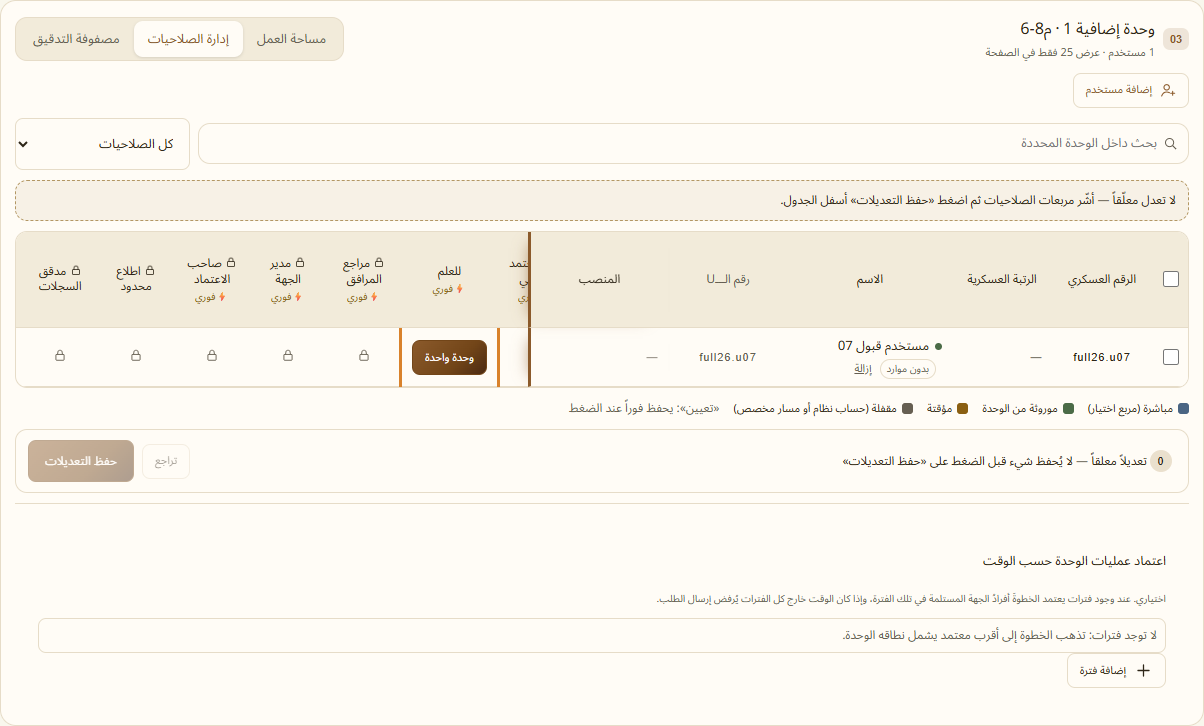 03
وحدة إضافية 1 · م8-6
1 مستخدم · عرض 25 فقط في الصفحة
مساحة العمل
إدارة الصلاحيات
مصفوفة التدقيق
إضافة مستخدم
بحث داخل الوحدة المحددة
كل الصلاحيات
لا تعدل معلّقاً — أشّر مربعات الصلاحيات ثم اضغط «حفظ التعديلات» أسفل الجدول.
الرقم العسكري
الرتبة العسكرية
الاسم
رقم الـــU
المنصب
للعلم
فوري
مراجع المرافق
فوري
مدير الجهة
فوري
صاحب الاعتماد
فوري
اطلاع محدود
مدقق السجلات
full26.u07
—
مستخدم قبول 07
بدون موارد
إزالة
full26.u07
—
وحدة واحدة
مباشرة (مربع اختيار)
موروثة من الوحدة
مؤقتة
مقفلة (حساب نظام أو مسار مخصص)
«تعيين»: يحفظ فوراً عند الضغط
0 تعديلاً معلقاً — لا يُحفظ شيء قبل الضغط على «حفظ التعديلات»
تراجع
حفظ التعديلات
اعتماد عمليات الوحدة حسب الوقت
اختياري. عند وجود فترات يعتمد الخطوة أفرادُ الجهة المستلمة في تلك الفترة، وإذا كان الوقت خارج كل الفترات يُرفض إرسال الطلب.
لا توجد فترات: تذهب الخطوة إلى أقرب معتمد يشمل نطاقه الوحدة.
إضافة فترة